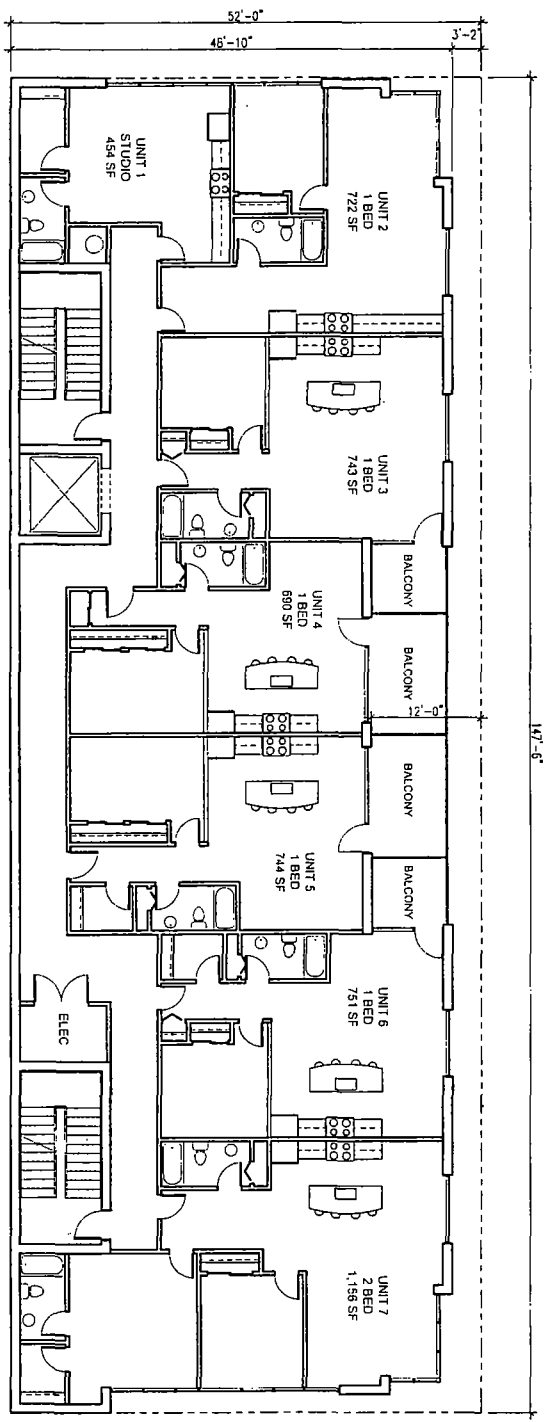 52'-0"
46'-10"
3'-2"
147'-6"
UNIT 1
STUDIO
454 SF
UNIT 2
1 BED
722 SF
UNIT 3
1 BED
743 SF
BALCONY
UNIT 4
1 BED
690 SF
BALCONY
12'-0"
BALCONY
UNIT 5
1 BED
744 SF
BALCONY
UNIT 6
1 BED
751 SF
ELEC
UNIT 7
2 BED
1,156 SF